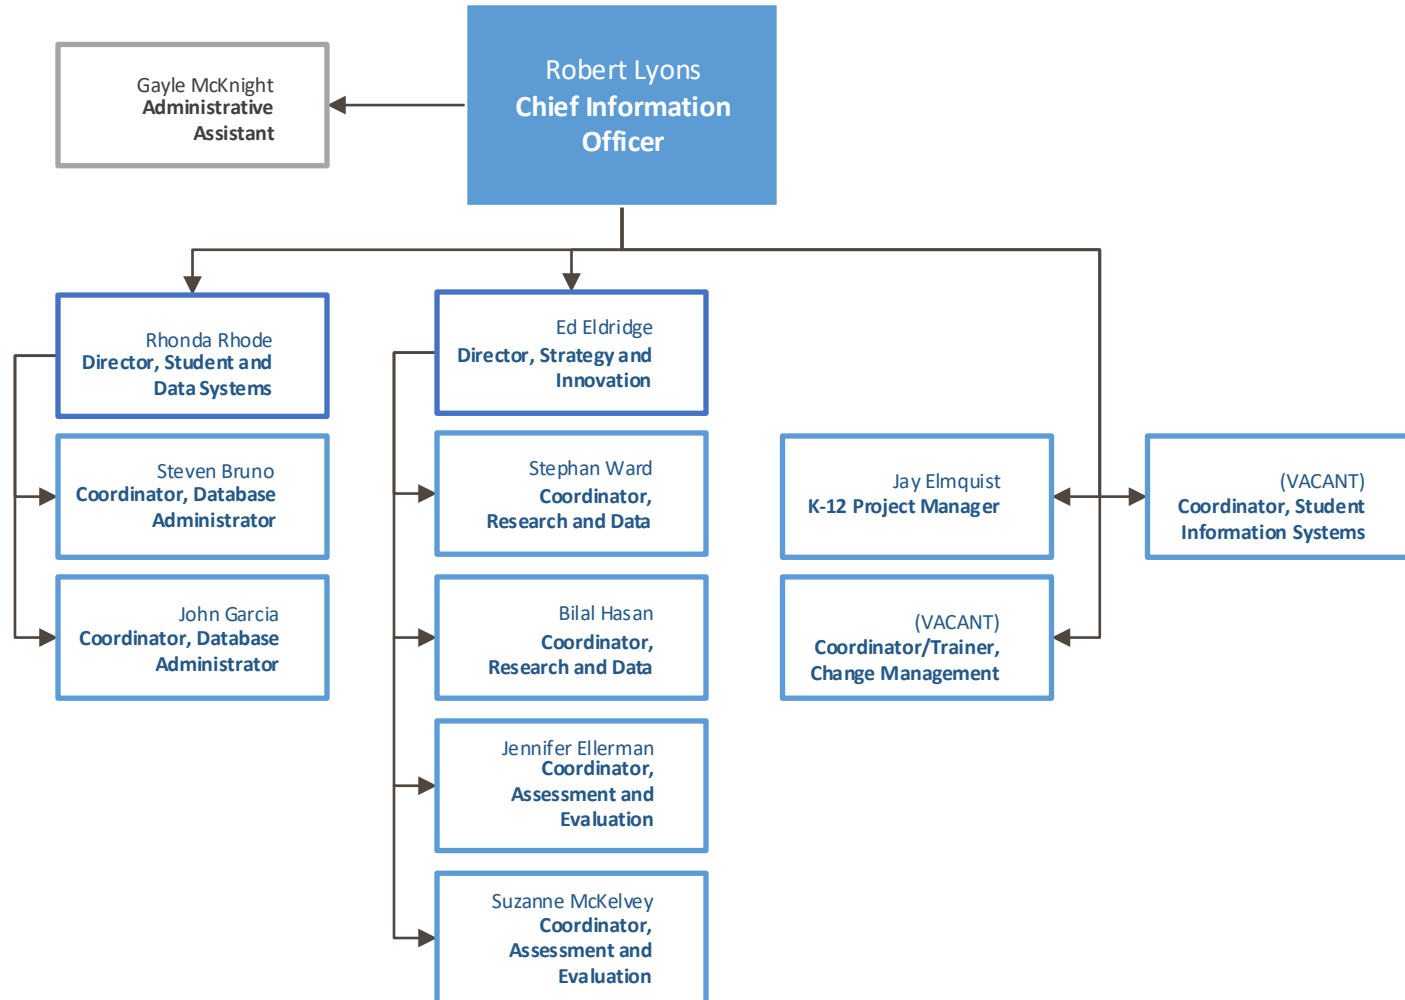 Robert Lyons
Chief Information
Officer
Gayle McKnight
Administrative
Assistant
Rhonda Rhode
Director, Student and
Data Systems
Steven Bruno
Coordinator, Database
Administrator
John Garcia
Coordinator, Database
Administrator
Ed Eldridge
Director, Strategy and
Innovation
Stephan Ward
Coordinator,
Research and Data
Bilal Hasan
Coordinator,
Research and Data
Jennifer Ellerman
Coordinator,
Assessment and
Evaluation
Suzanne McKelvey
Coordinator,
Assessment and
Evaluation
Jay Elmquist
K-12 Project Manager
(VACANT)
Coordinator/Trainer,
Change Management
(VACANT)
Coordinator, Student
Information Systems